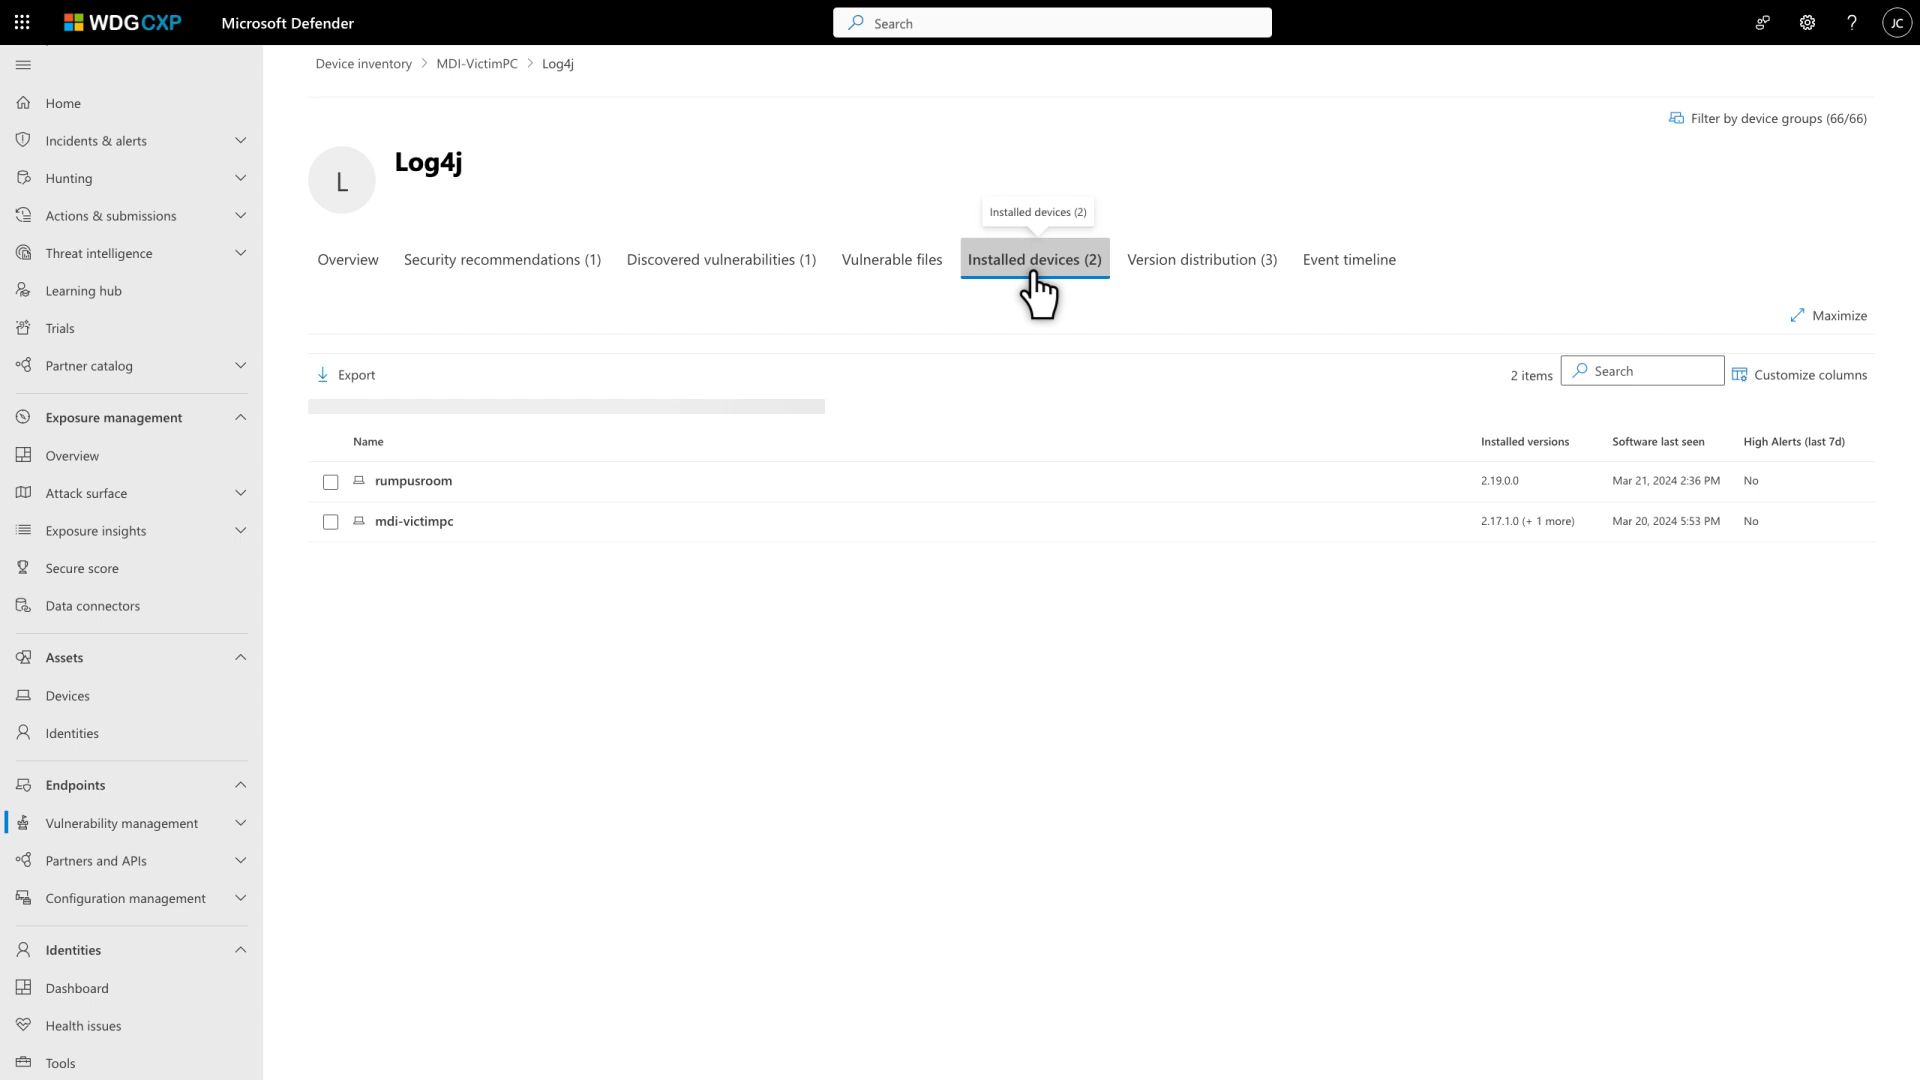 WDGCXP
Microsoft Defender
Search
JC
Home
Incidents & alerts
Hunting
Actions & submissions
Threat intelligence
Learning hub
Trials
Partner catalog
Exposure management
Overview
Attack surface
Exposure insights
Secure score
Data connectors
Assets
Devices
Identities
Endpoints
Vulnerability management
Partners and APIs
Configuration management
Identities
Dashboard
Health issues
Tools
Device inventory > MDI-VictimPC > Log4j
Filter by device groups (66/66)
L
Log4j
Installed devices (2)
Overview Security recommendations (1) Discovered vulnerabilities (1) Vulnerable files Installed devices (2) Version distribution (3) Event timeline
Maximize
Export 2 items Search Customize columns
Name Installed versions Software last seen High Alerts (last 7d)
rumpusroom 2.19.0.0 Mar 21, 2024 2:36 PM No
mdi-victimpc 2.17.1.0 (+ 1 more) Mar 20, 2024 5:53 PM No